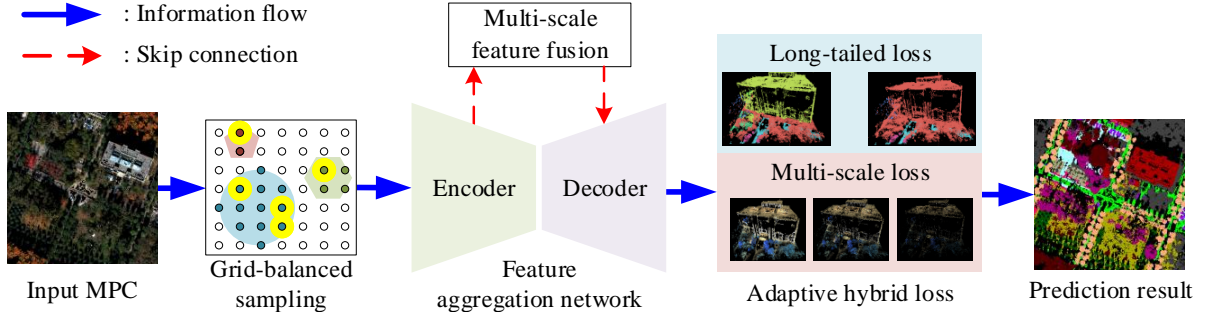 : Information flow
: Skip connection
Multi-scale
feature fusion
Long-tailed loss
Multi-scale loss
Encoder
Decoder
Input MPC
Grid-balanced
sampling
Feature
aggregation network
Adaptive hybrid loss
Prediction result